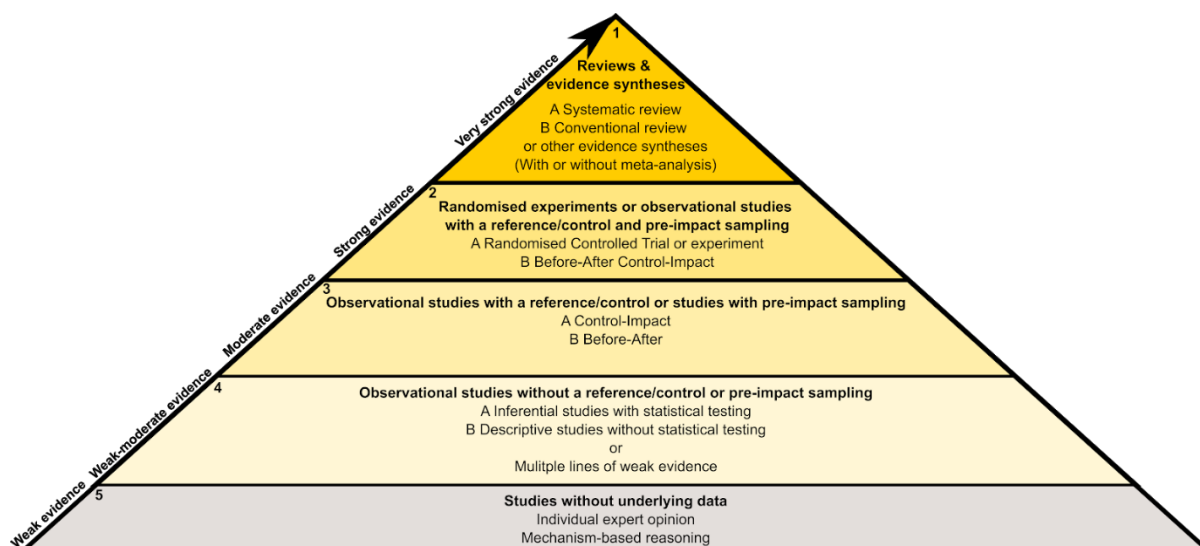 1
Reviews &
evidence syntheses
A Systematic review
B Conventional review
or other evidence syntheses
(With or without meta-analysis)
Very strong evidence
2
Randomised experiments or observational studies
with a reference/control and pre-impact sampling
A Randomised Controlled Trial or experiment
B Before-After Control-Impact
Strong evidence
3
Observational studies with a reference/control or studies with pre-impact sampling
A Control-Impact
B Before-After
Moderate evidence
4
Observational studies without a reference/control or pre-impact sampling
A Inferential studies with statistical testing
B Descriptive studies without statistical testing
or
Mulitple lines of weak evidence
Weak-moderate evidence
5
Studies without underlying data
Individual expert opinion
Mechanism-based reasoning
Weak evidence